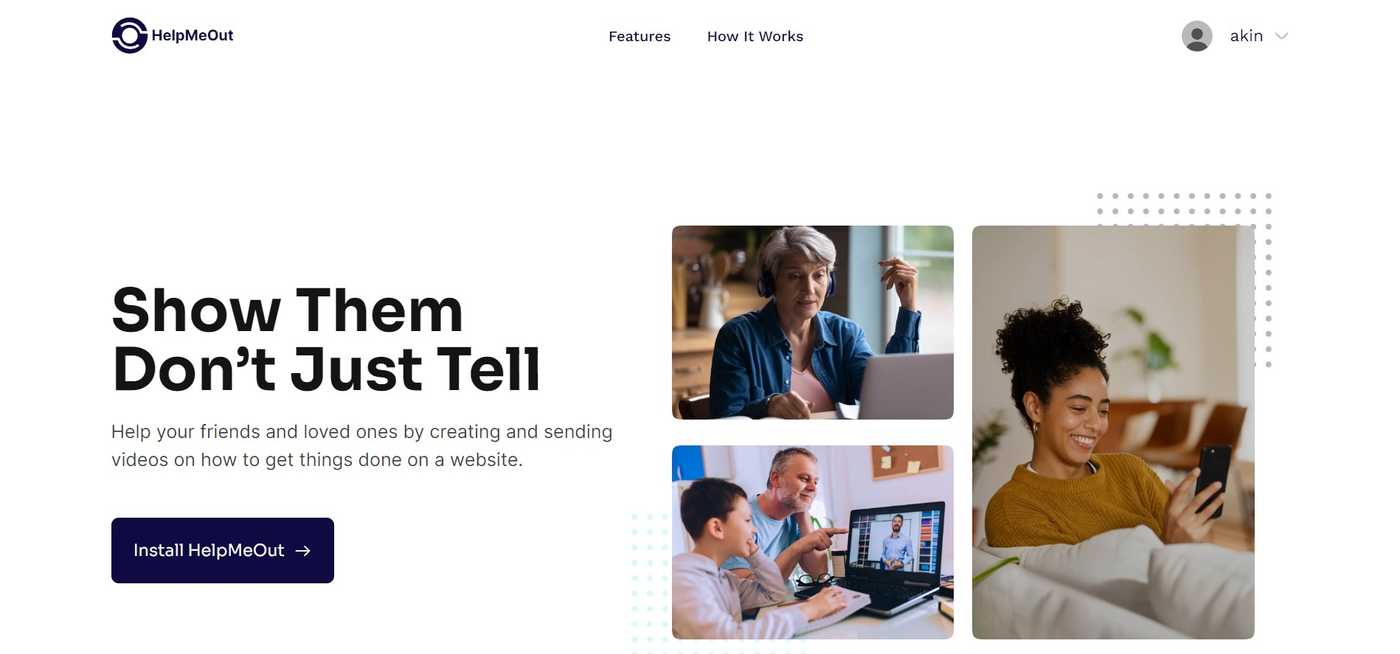 HelpMeOut
Features
How It Works
akin
Show Them
Don’t Just Tell
Help your friends and loved ones by creating and sending
videos on how to get things done on a website.
Install HelpMeOut →